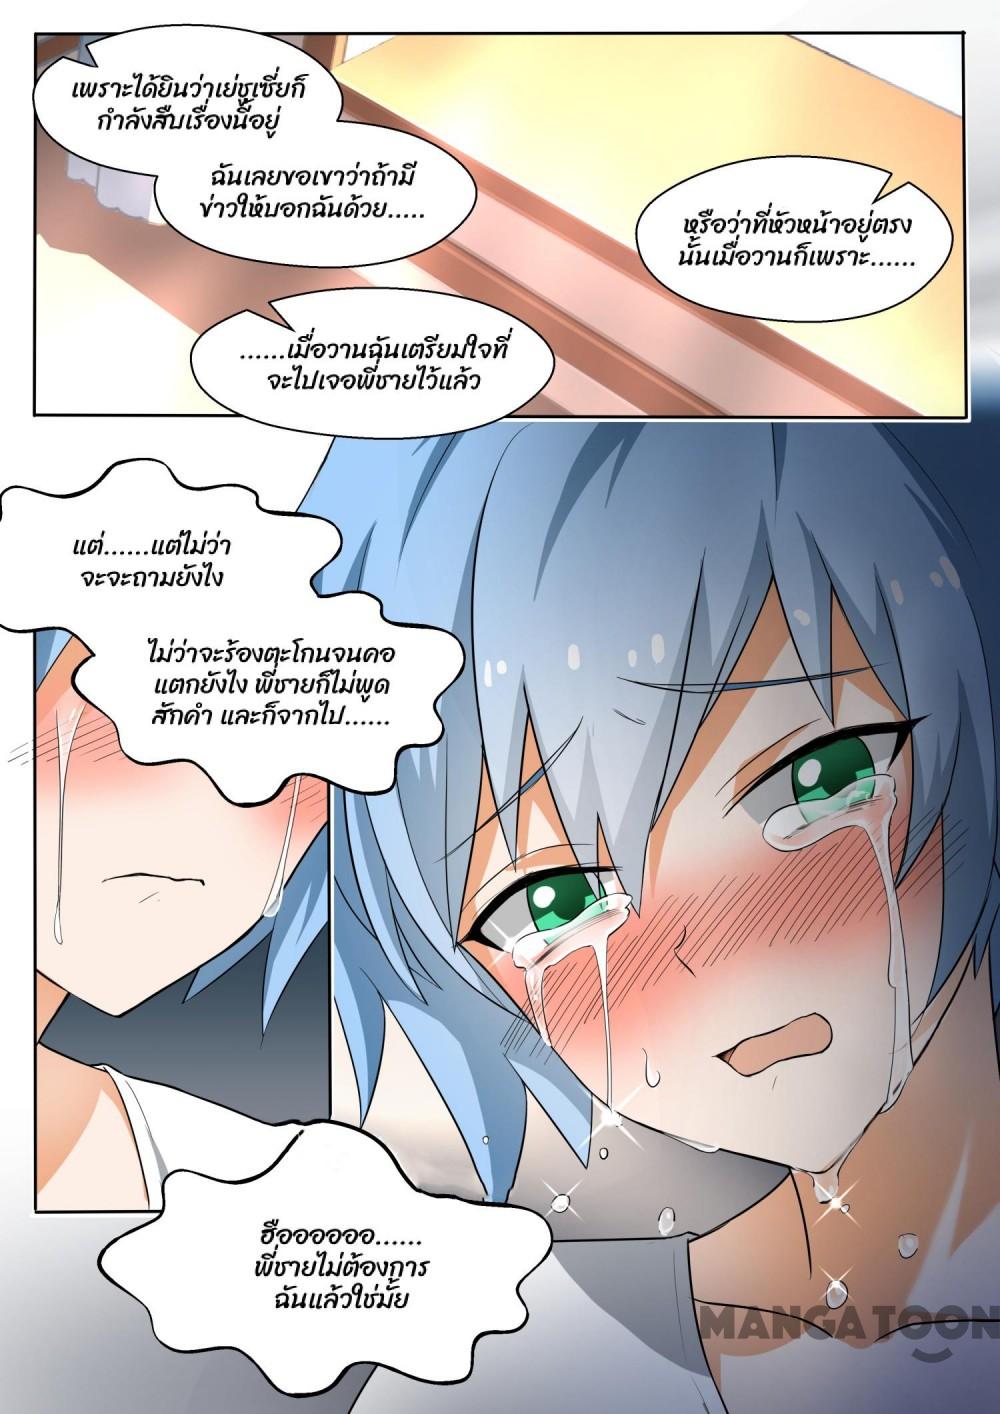 เพราะได้ยินว่าเย่ชูเซี่ยก็
กำลังสืบเรื่องนี้อยู่
ฉันเลยขอเขาว่าถ้ามี
ข่าวให้บอกฉันด้วย.....
หรือว่าที่หัวหน้าอยู่ตรง
นั้นเมื่อวานก็เพราะ......
......เมื่อวานฉันเตรียมใจที่
จะไปเจอพี่ชายไว้แล้ว
แต่......แต่ไม่ว่า
จะจะถามยังไง
ไม่ว่าจะร้องตะโกนจนคอ
แตกยังไง พี่ชายก็ไม่พูด
สักคำ และก็จากไป......
ฮือออออออ......
พี่ชายไม่ต้องการ
ฉันแล้วใช่มั้ย
MANGATOON